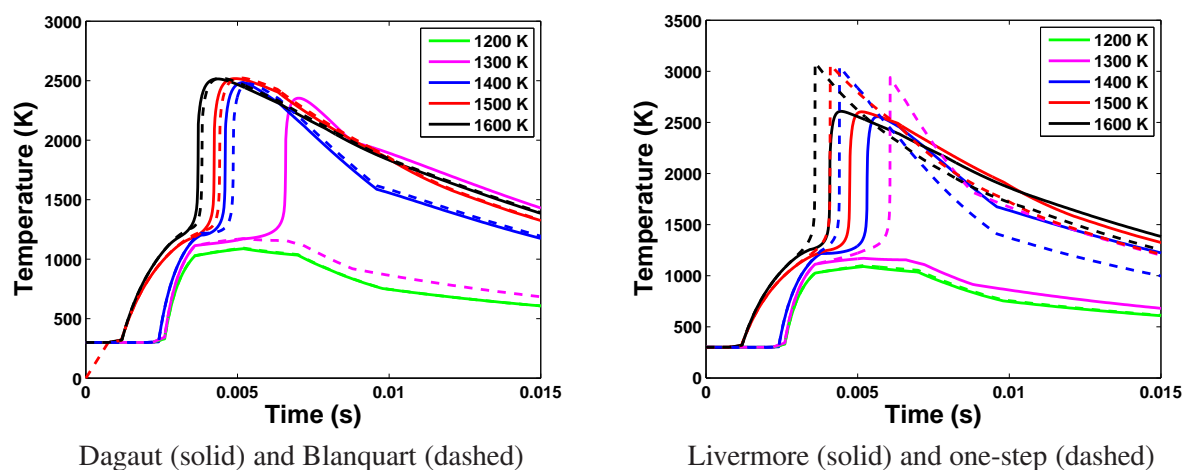 3000
2500
2000
1500
1000
500
0
Temperature (K)
0
0.005
0.01
0.015
Time (s)
1200 K
1300 K
1400 K
1500 K
1600 K
Dagaut (solid) and Blanquart (dashed)
3500
3000
2500
2000
1500
1000
500
0
Temperature (K)
0
0.005
0.01
0.015
Time (s)
1200 K
1300 K
1400 K
1500 K
1600 K
Livermore (solid) and one-step (dashed)